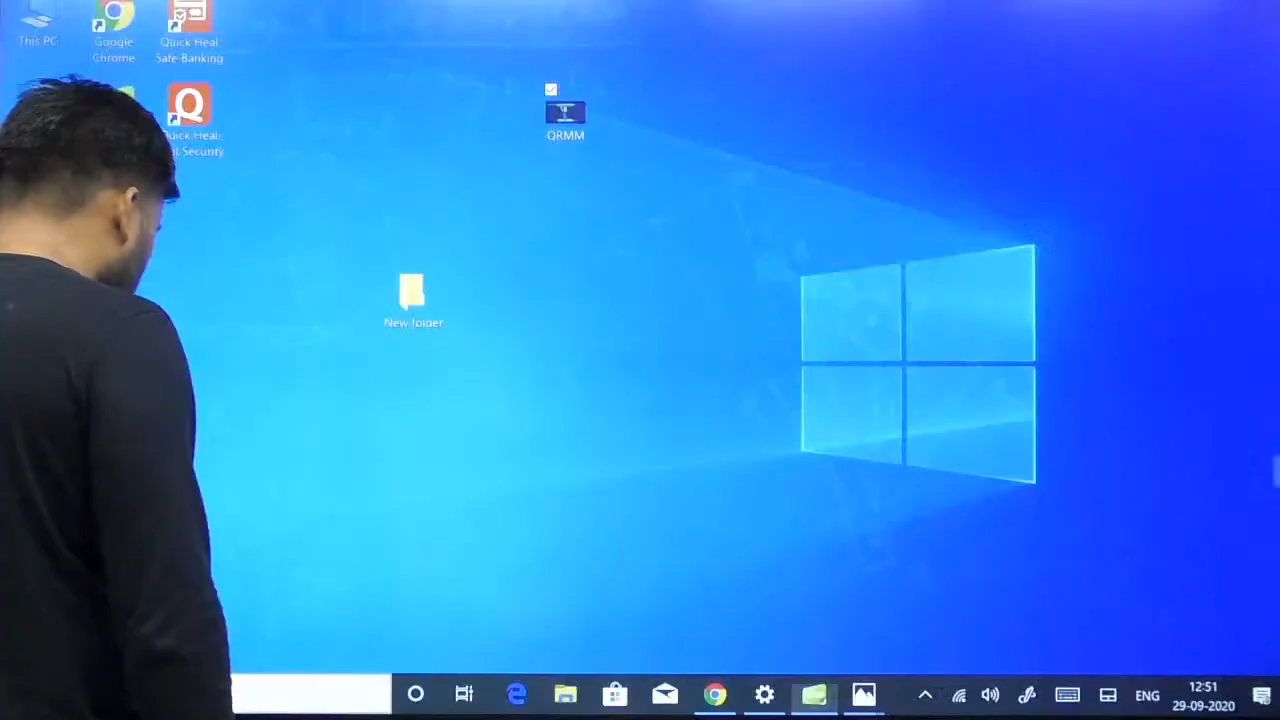 This PC
Google
Chrome
Quick Heal
Safe Banking
Quick Heal
Security
QRMM
New folder
ENG
12:51
29-09-2020